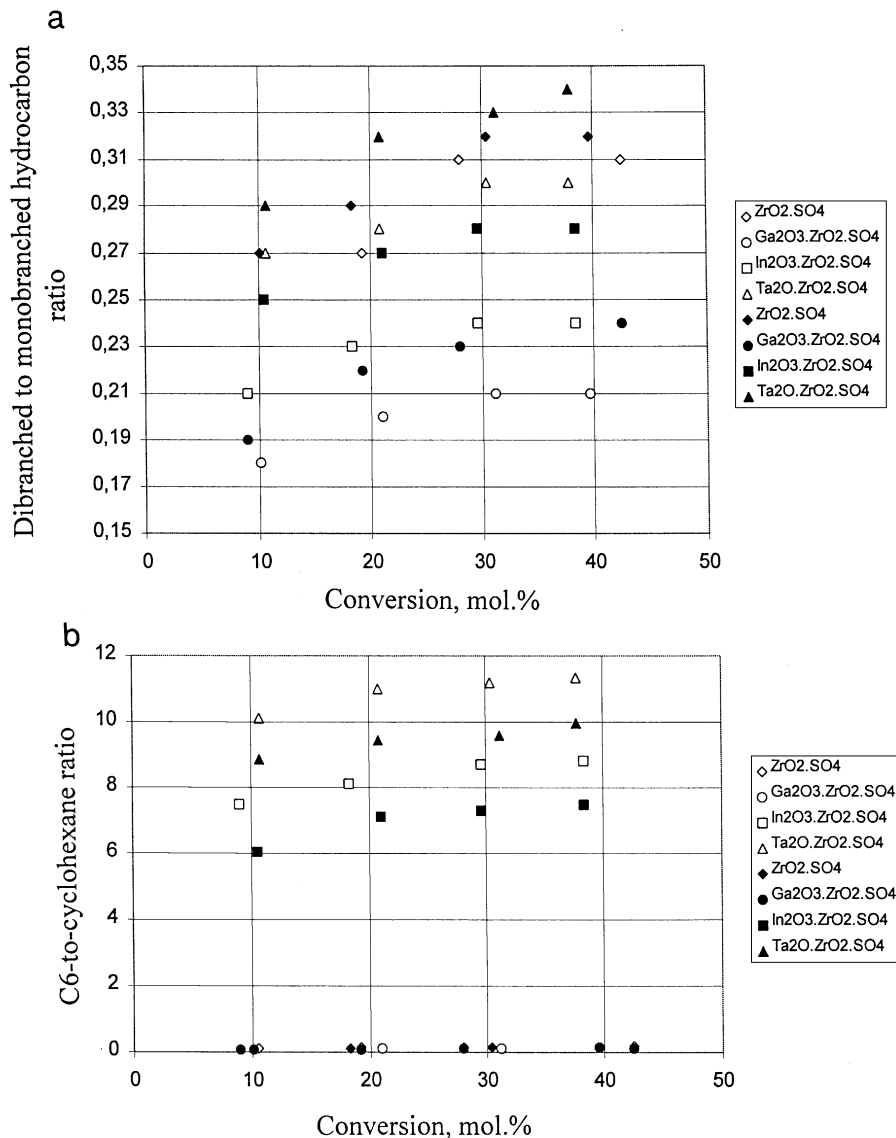 a
Dibranched to monobranched hydrocarbon
ratio
0,35
0,33
0,31
0,29
0,27
0,25
0,23
0,21
0,19
0,17
0,15
0 10 20 30 40 50
Conversion, mol.%
ZrO2.SO4
Ga2O3.ZrO2.SO4
In2O3.ZrO2.SO4
Ta2O.ZrO2.SO4
ZrO2.SO4
Ga2O3.ZrO2.SO4
In2O3.ZrO2.SO4
Ta2O.ZrO2.SO4
b
C6-to-cyclohexane ratio
12
10
8
6
4
2
0
0 10 20 30 40 50
Conversion, mol.%
ZrO2.SO4
Ga2O3.ZrO2.SO4
In2O3.ZrO2.SO4
Ta2O.ZrO2.SO4
ZrO2.SO4
Ga2O3.ZrO2.SO4
In2O3.ZrO2.SO4
Ta2O.ZrO2.SO4